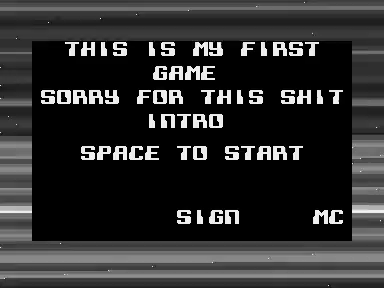 THIS IS MY FIRST
GAME
SORRY FOR THIS SHIT
INTRO
SPACE TO START
SIGN MC